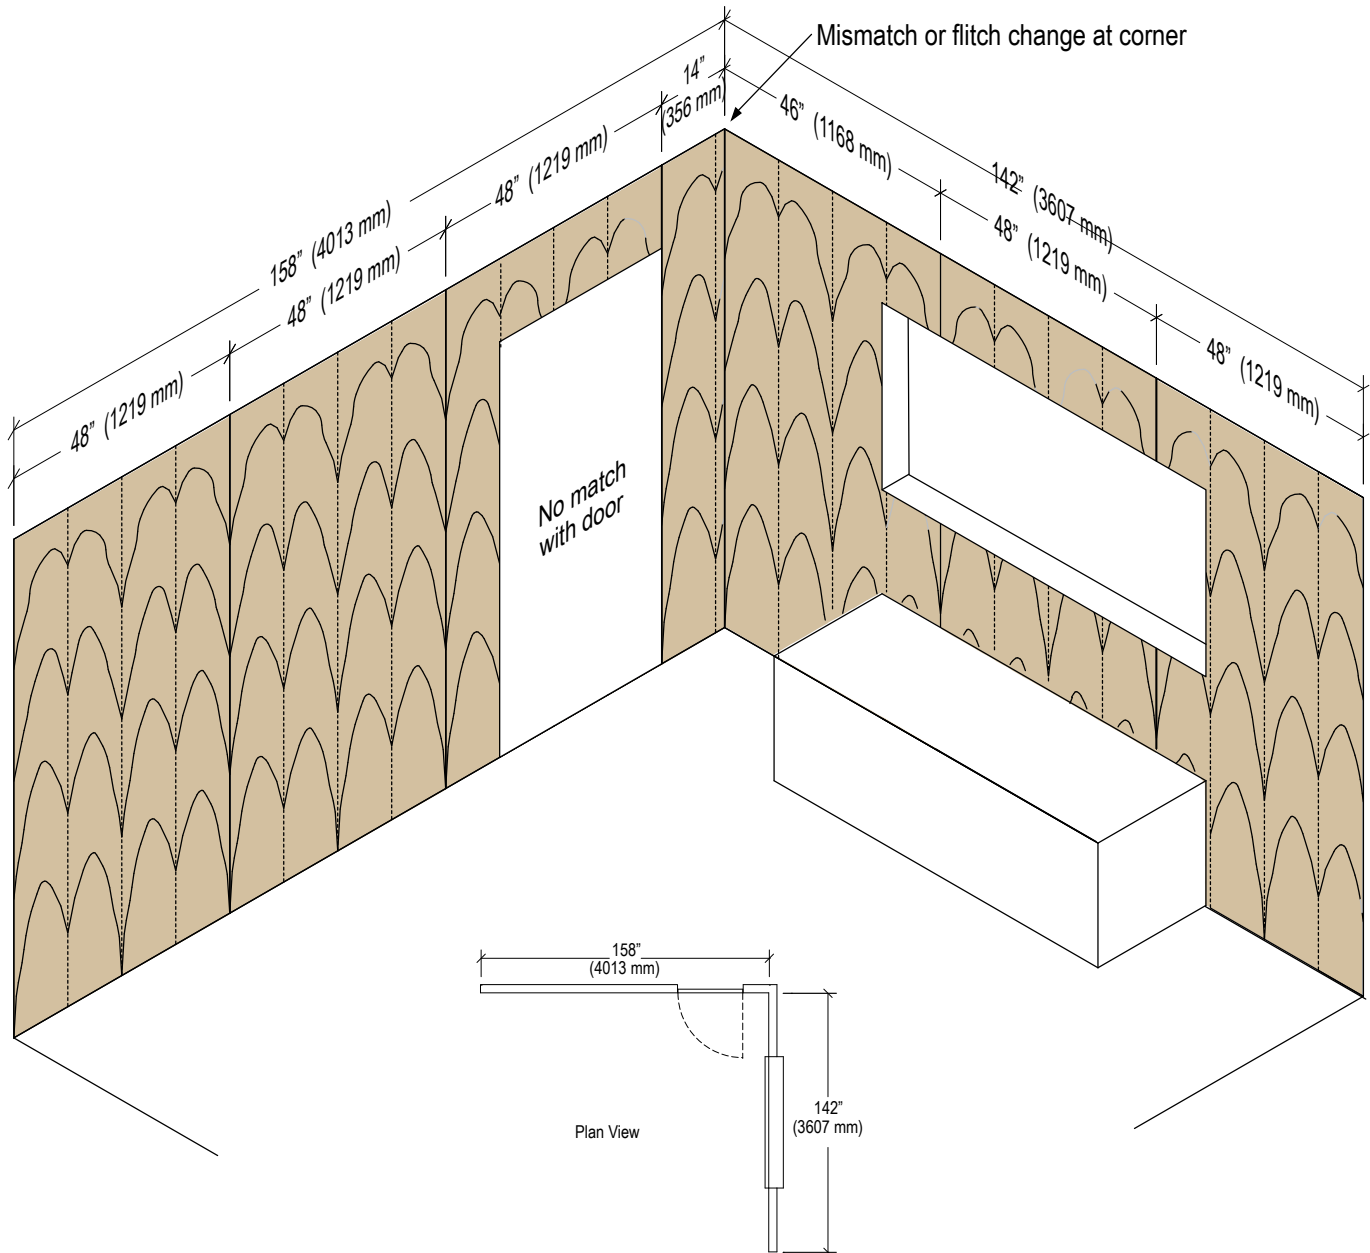 Mismatch or flitch change at corner
14”
(356 mm)
46” (1168 mm)
48” (1219 mm)
142” (3607 mm)
158” (4013 mm)
48”
(1219 mm)
48” (1219 mm)
48” (1219 mm)
48” (1219 mm)
No match
with door
158”
(4013 mm)
142”
(3607 mm)
Plan View